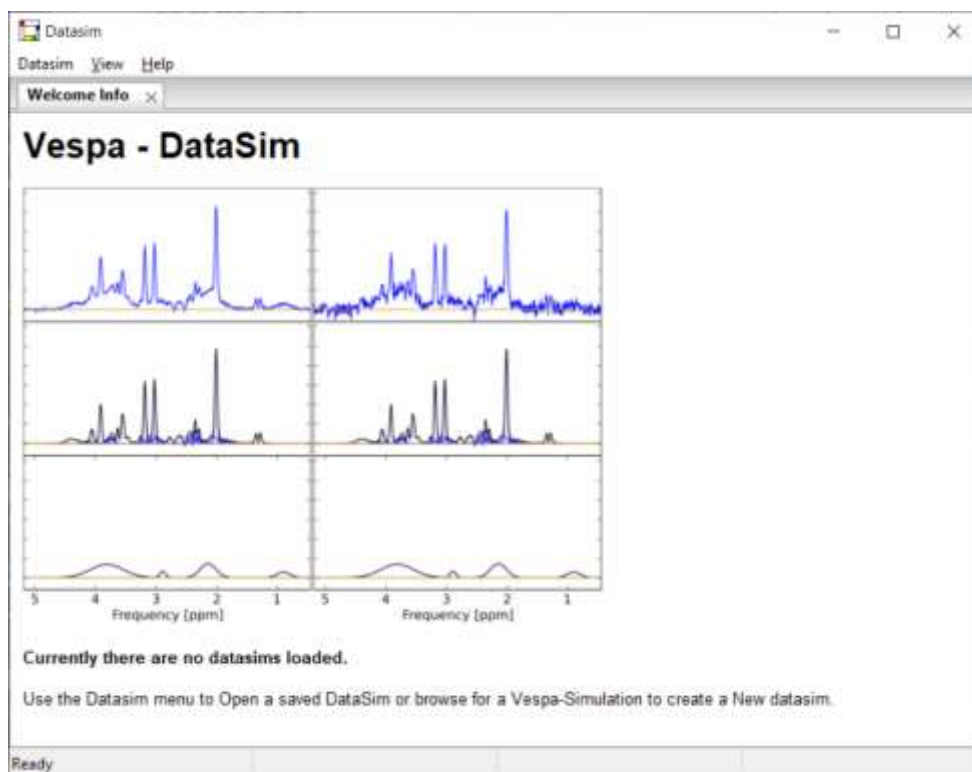 Datasim
Datasim View Help
Welcome Info
Vespa - DataSim
5 4 3 2 1 5 4 3 2 1
Frequency [ppm] Frequency [ppm]
Currently there are no datasims loaded.
Use the Datasim menu to Open a saved DataSim or browse for a Vespa-Simulation to create a New datasim.
Ready